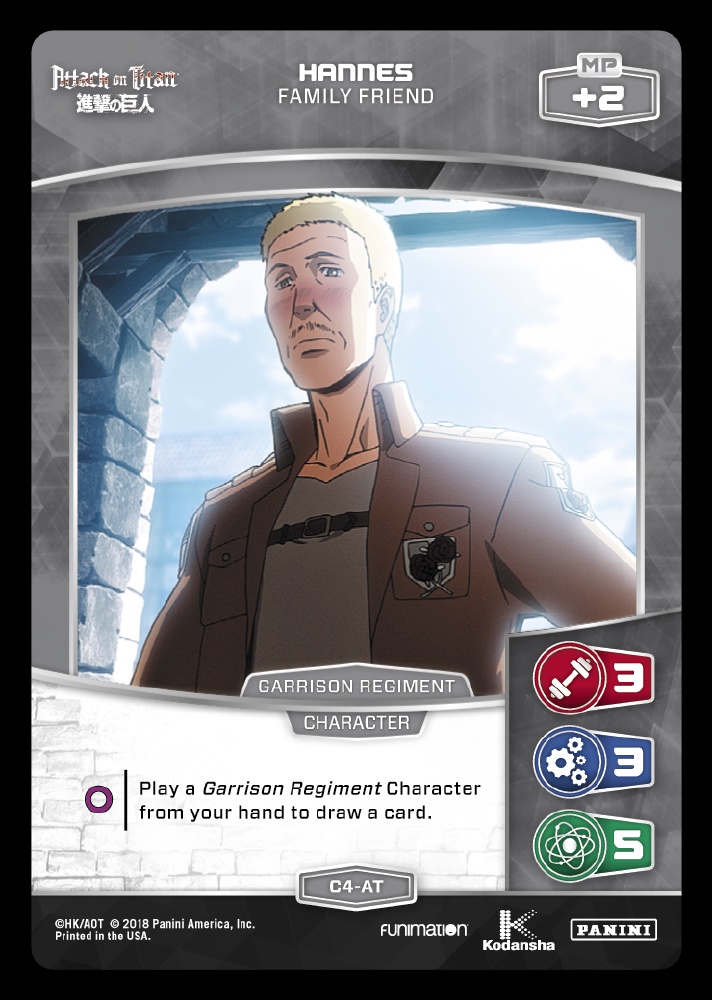 Attack on Titan
進撃の巨人
HANNES
FAMILY FRIEND
MP
+2
GARRISON REGIMENT
CHARACTER
3
3
5
Play a Garrison Regiment Character
from your hand to draw a card.
C4-AT
©HK/AOT © 2018 Panini America, Inc.
Printed in the USA.
FUNIMATION
K
Kodansha
PANINI